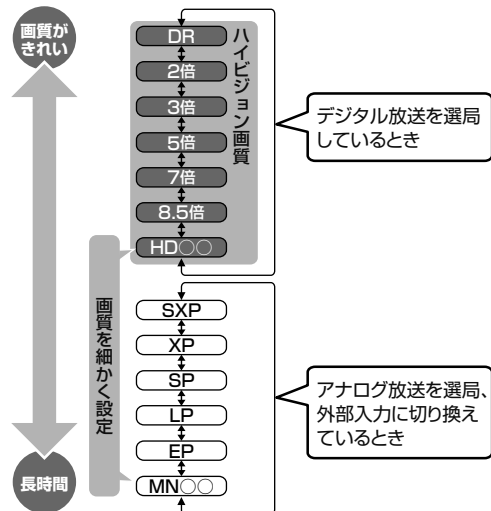 画質が
きれい
DR
2倍
3倍
5倍
7倍
8.5倍
HD○○
ハイビジョン画質
デジタル放送を選局
しているとき
画質を細かく設定
SXP
XP
SP
LP
EP
MN○○
アナログ放送を選局、
外部入力に切り換え
ているとき
長時間